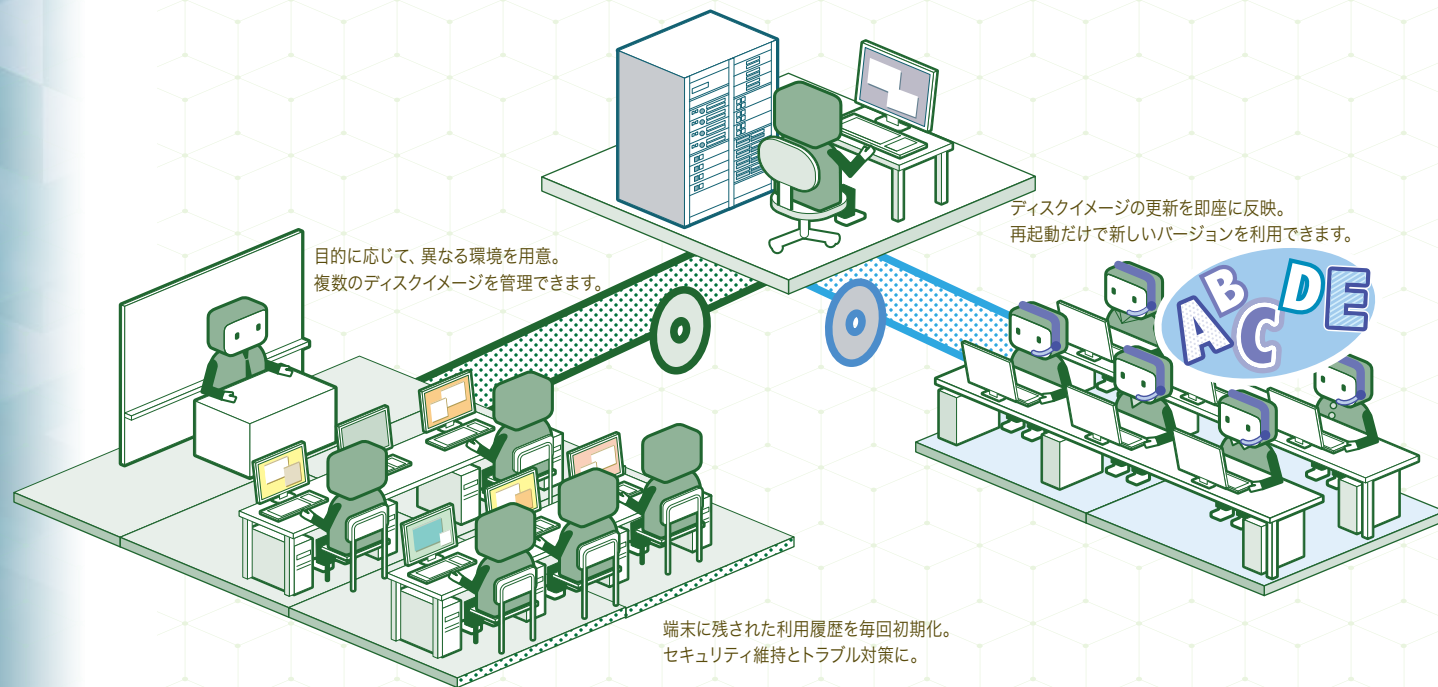 目的に応じて、異なる環境を用意。
複数のディスクイメージを管理できます。
ディスクイメージの更新を即座に反映。
再起動だけで新しいバージョンを利用できます。
ABCDE
端末に残された利用履歴を毎回初期化。
セキュリティ維持とトラブル対策に。